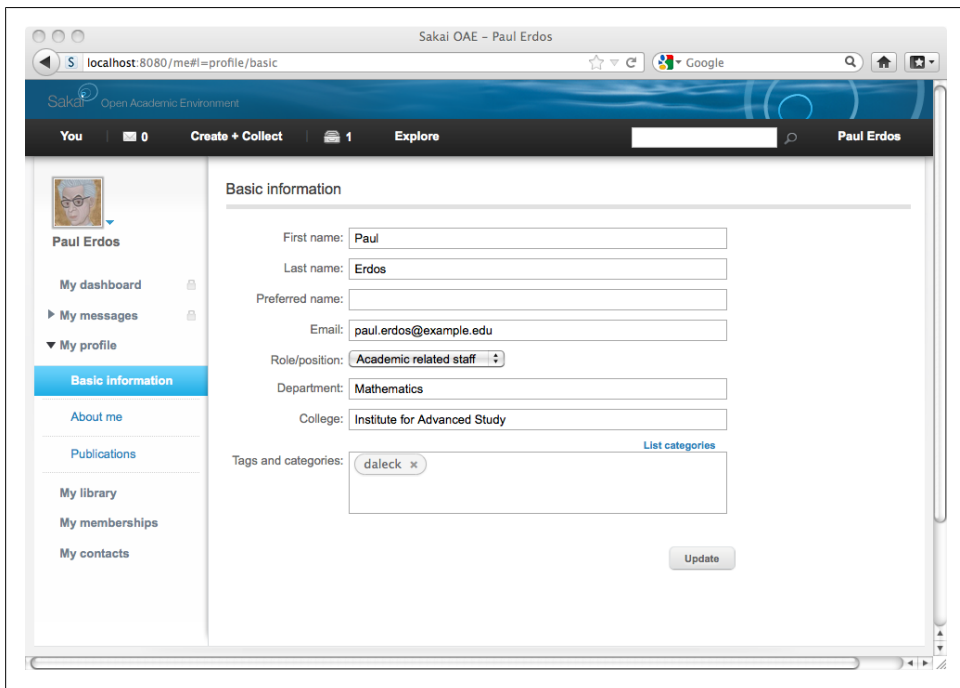 Sakai OAE – Paul Erdos
S localhost:8080/me#l=profile/basic Google
Sakai Open Academic Environment
You 0 Create + Collect 1 Explore Paul Erdos
Basic information
Paul Erdos
My dashboard
My messages
My profile
Basic information
About me
Publications
My library
My memberships
My contacts
First name: Paul
Last name: Erdos
Preferred name:
Email: paul.erdos@example.edu
Role/position: Academic related staff
Department: Mathematics
College: Institute for Advanced Study
List categories
Tags and categories: daleck ×
Update